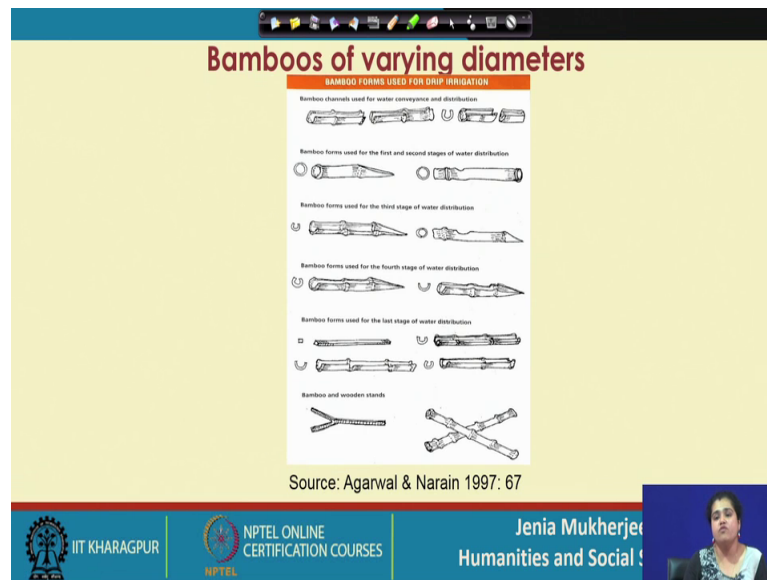 Bamboos of varying diameters
BAMBOO FORMS USED FOR DRIP IRRIGATION
Bamboo channels used for water conveyance and distribution
Bamboo forms used for the first and second stages of water distribution
Bamboo forms used for the third stage of water distribution
Bamboo forms used for the fourth stage of water distribution
Bamboo forms used for the last stage of water distribution
Bamboo and wooden stands
Source: Agarwal & Narain 1997: 67
IIT KHARAGPUR
NPTEL
NPTEL ONLINE
CERTIFICATION COURSES
Jenia Mukherje
Humanities and Social S